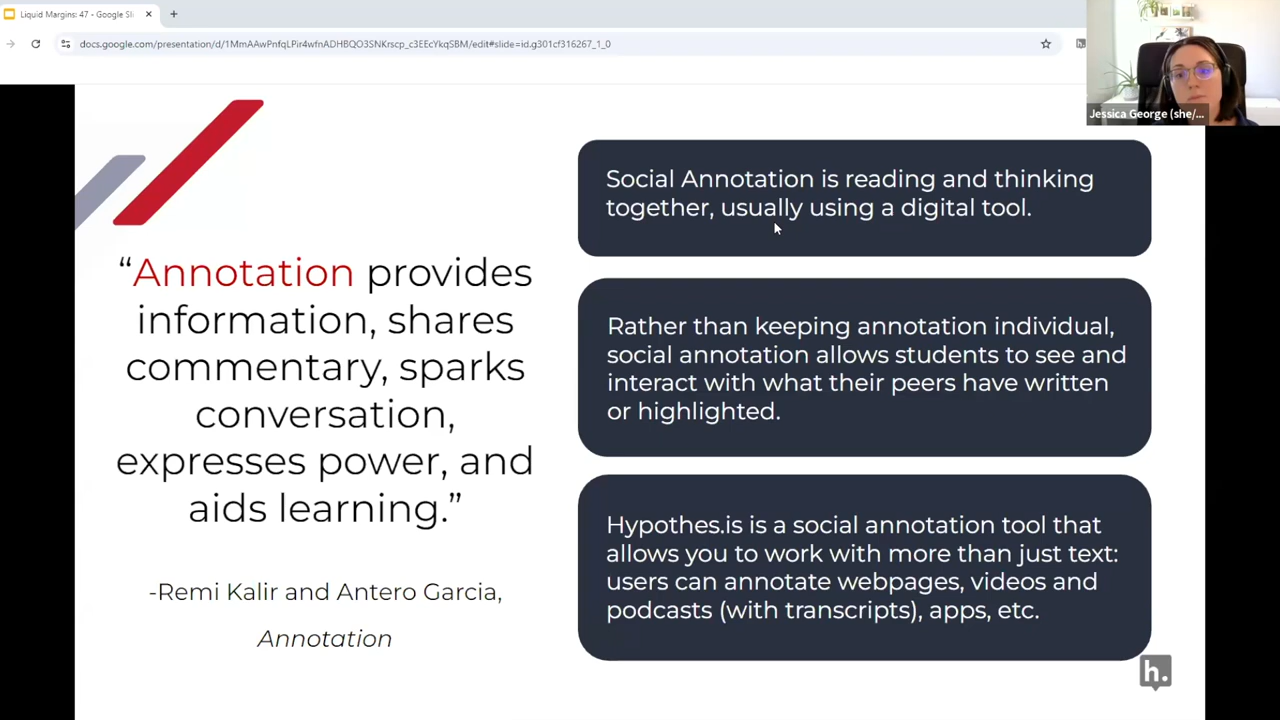 Liquid Margins: 47 - Google Sli
docs.google.com/presentation/d/1MmAAwPnfqLPir4wfnADHBQO3SNKrscp_c3EEcYkqSBM/edit#slide=id.g301cf316267_1_0
Jessica George (she/...
“Annotation provides
information, shares
commentary, sparks
conversation,
expresses power, and
aids learning.”
-Remi Kalir and Antero Garcia,
Annotation
Social Annotation is reading and thinking
together, usually using a digital tool.
Rather than keeping annotation individual,
social annotation allows students to see and
interact with what their peers have written
or highlighted.
Hypothes.is is a social annotation tool that
allows you to work with more than just text:
users can annotate webpages, videos and
podcasts (with transcripts), apps, etc.
h.